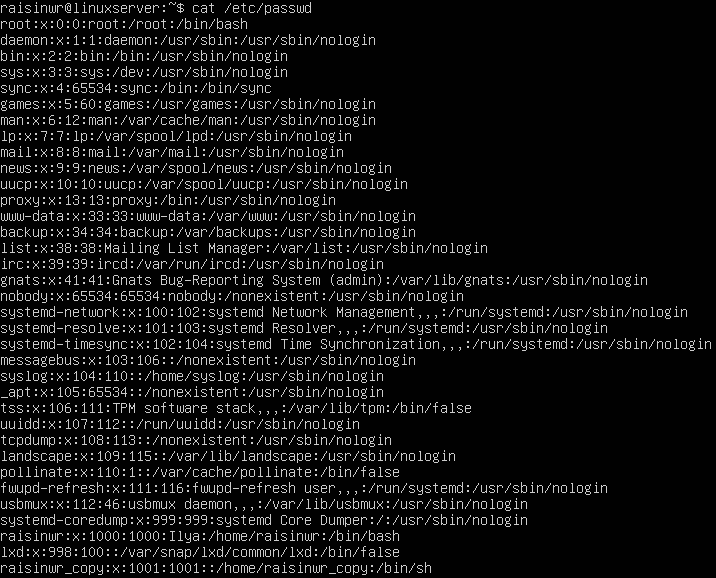 raisinwr@linuxserver:~$ cat /etc/passwd
root:x:0:0:root:/root:/bin/bash
daemon:x:1:1:daemon:/usr/sbin:/usr/sbin/nologin
bin:x:2:2:bin:/bin:/usr/sbin/nologin
sys:x:3:3:sys:/dev:/usr/sbin/nologin
sync:x:4:65534:sync:/bin:/bin/sync
games:x:5:60:games:/usr/games:/usr/sbin/nologin
man:x:6:12:man:/var/cache/man:/usr/sbin/nologin
lp:x:7:7:lp:/var/spool/lpd:/usr/sbin/nologin
mail:x:8:8:mail:/var/mail:/usr/sbin/nologin
news:x:9:9:news:/var/spool/news:/usr/sbin/nologin
uucp:x:10:10:uucp:/var/spool/uucp:/usr/sbin/nologin
proxy:x:13:13:proxy:/bin:/usr/sbin/nologin
www-data:x:33:33:www-data:/var/www:/usr/sbin/nologin
backup:x:34:34:backup:/var/backups:/usr/sbin/nologin
list:x:38:38:Mailing List Manager:/var/list:/usr/sbin/nologin
irc:x:39:39:ircd:/var/run/ircd:/usr/sbin/nologin
gnats:x:41:41:Gnats Bug-Reporting System (admin):/var/lib/gnats:/usr/sbin/nologin
nobody:x:65534:65534:nobody:/nonexistent:/usr/sbin/nologin
systemd-network:x:100:102:systemd Network Management,,,:/run/systemd:/usr/sbin/nologin
systemd-resolve:x:101:103:systemd Resolver,,,:/run/systemd:/usr/sbin/nologin
systemd-timesync:x:102:104:systemd Time Synchronization,,,:/run/systemd:/usr/sbin/nologin
messagebus:x:103:106::/nonexistent:/usr/sbin/nologin
syslog:x:104:110::/home/syslog:/usr/sbin/nologin
_apt:x:105:65534::/nonexistent:/usr/sbin/nologin
tss:x:106:111:TPM software stack,,,:/var/lib/tpm:/bin/false
uuidd:x:107:112::/run/uuidd:/usr/sbin/nologin
tcpdump:x:108:113::/nonexistent:/usr/sbin/nologin
landscape:x:109:115::/var/lib/landscape:/usr/sbin/nologin
pollinate:x:110:1::/var/cache/pollinate:/bin/false
fwupd-refresh:x:111:116:fwupd-refresh user,,,:/run/systemd:/usr/sbin/nologin
usbmux:x:112:46:usbmux daemon,,,:/var/lib/usbmux:/usr/sbin/nologin
systemd-coredump:x:999:999:systemd Core Dumper:/:/usr/sbin/nologin
raisinwr:x:1000:1000:Ilya:/home/raisinwr:/bin/bash
lxd:x:998:100::/var/snap/lxd/common/lxd:/bin/false
raisinwr_copy:x:1001:1001::/home/raisinwr_copy:/bin/sh